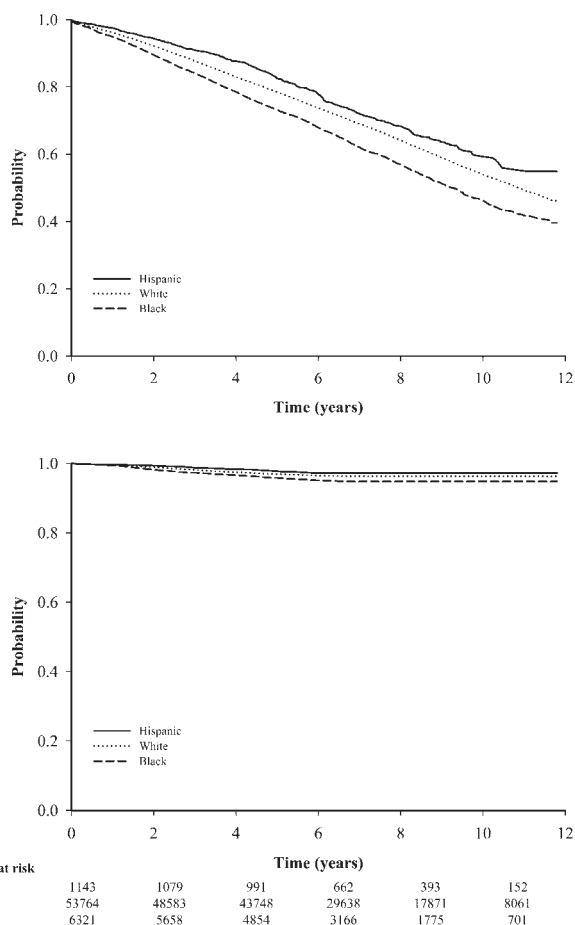 1.0
0.8
0.6
0.4
0.2
0.0
Probability
Hispanic
White
Black
0 2 4 6 8 10 12
Time (years)
1.0
0.8
0.6
0.4
0.2
0.0
Probability
Hispanic
White
Black
0 2 4 6 8 10 12
Time (years)
at risk
1143 1079 991 662 393 152
53764 48583 43748 29638 17871 8061
6321 5658 4854 3166 1775 701